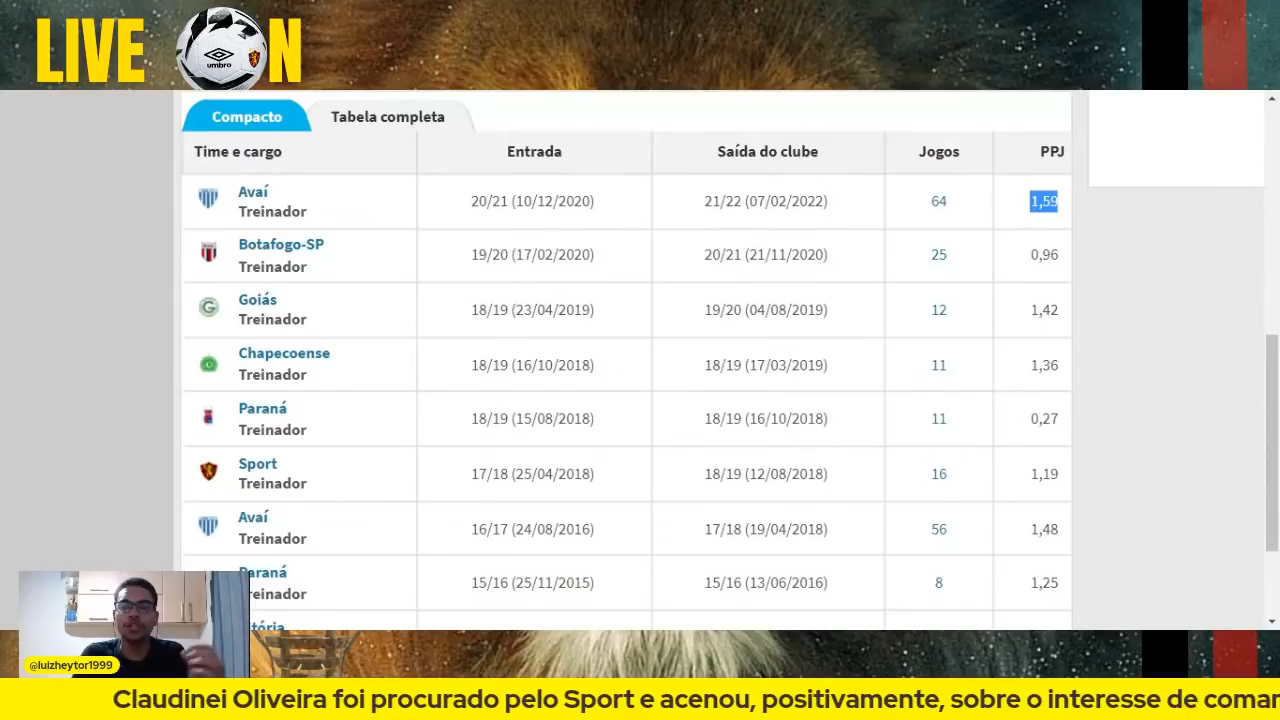 LIVE ON
umbro
Compacto Tabela completa
Time e cargo Entrada Saída do clube Jogos PPJ
Avaí
Treinador 20/21 (10/12/2020) 21/22 (07/02/2022) 64 1,59
Botafogo-SP
Treinador 19/20 (17/02/2020) 20/21 (21/11/2020) 25 0,96
Goiás
Treinador 18/19 (23/04/2019) 19/20 (04/08/2019) 12 1,42
Chapecoense
Treinador 18/19 (16/10/2018) 18/19 (17/03/2019) 11 1,36
Paraná
Treinador 18/19 (15/08/2018) 18/19 (16/10/2018) 11 0,27
Sport
Treinador 17/18 (25/04/2018) 18/19 (12/08/2018) 16 1,19
Avaí
Treinador 16/17 (24/08/2016) 17/18 (19/04/2018) 56 1,48
Paraná
Treinador 15/16 (25/11/2015) 15/16 (13/06/2016) 8 1,25
@luizheytor1999
Claudinei Oliveira foi procurado pelo Sport e acenou, positivamente, sobre o interesse de coman